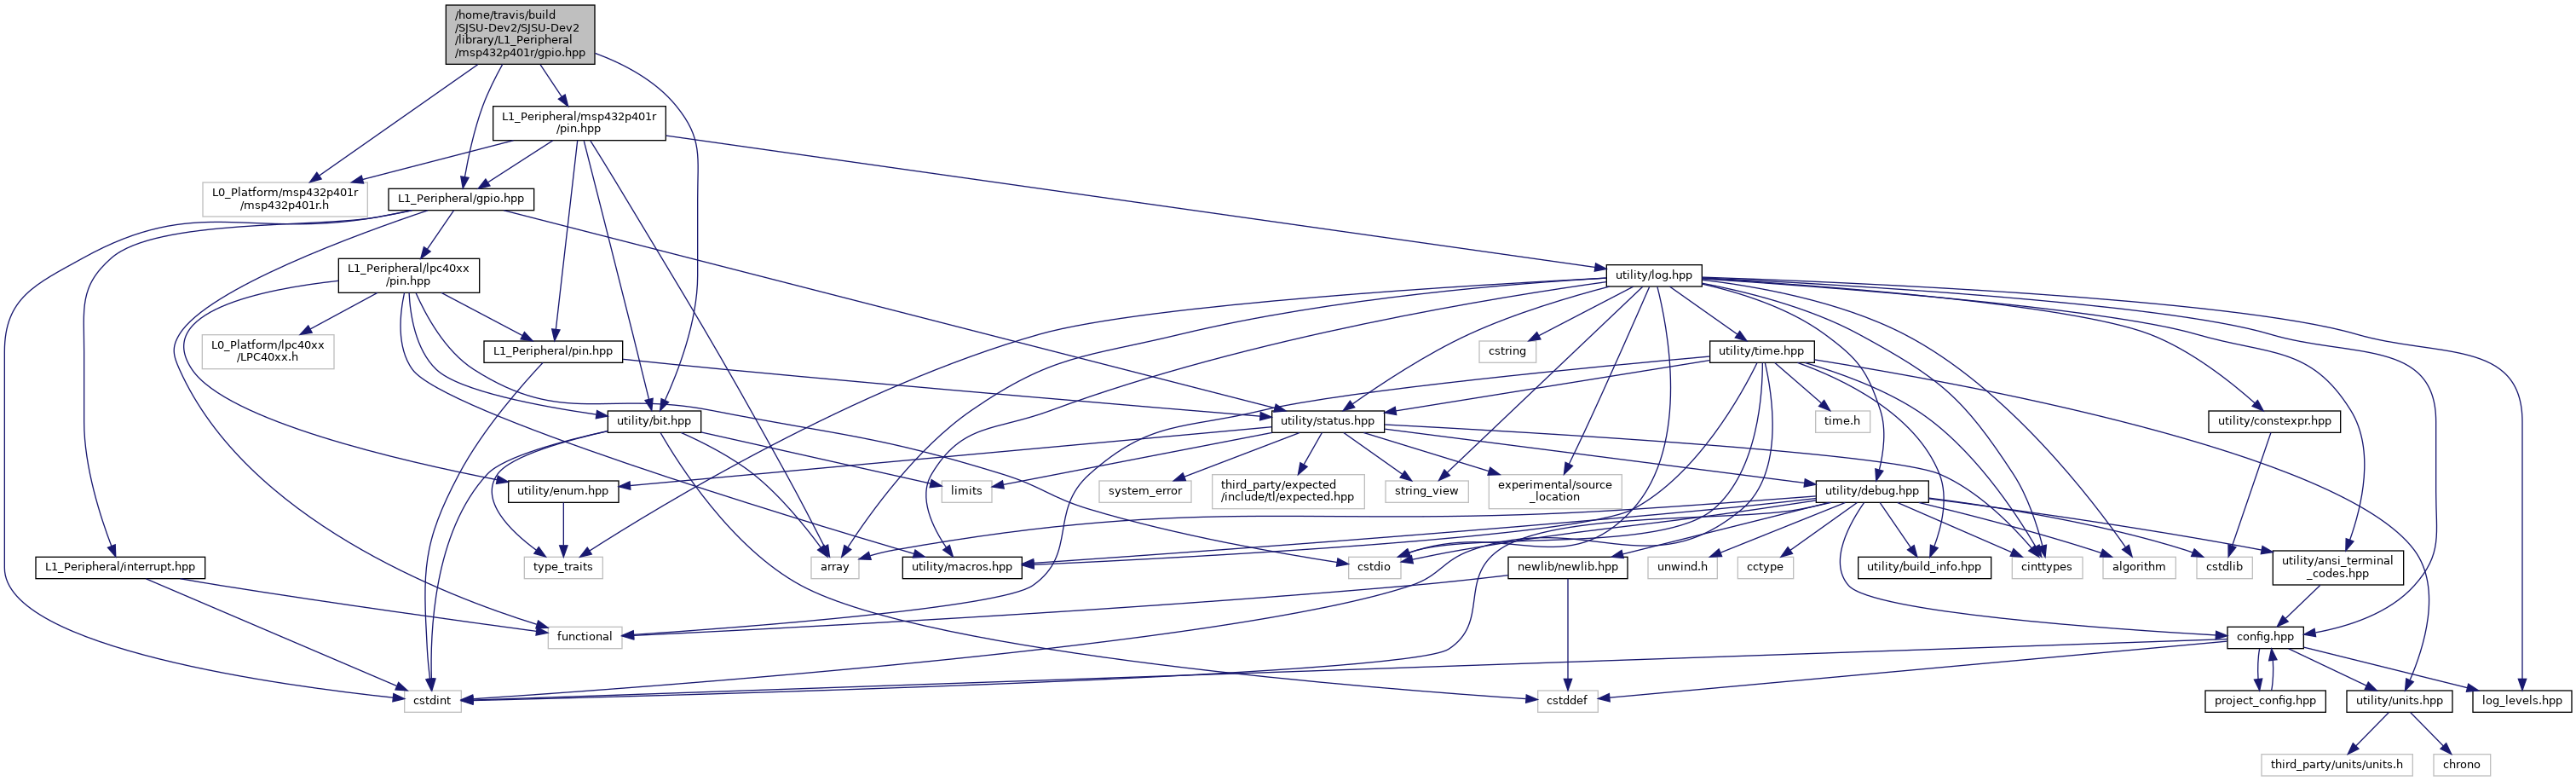 /home/travis/build
/SJSU-Dev2/SJSU-Dev2
/library/L1_Peripheral
/msp432p401r/gpio.hpp
L1_Peripheral/msp432p401r
/pin.hpp
L0_Platform/msp432p401r
/msp432p401r.h
L1_Peripheral/gpio.hpp
L1_Peripheral/lpc40xx
/pin.hpp
utility/log.hpp
L0_Platform/lpc40xx
/LPC40xx.h
L1_Peripheral/pin.hpp
cstring
utility/time.hpp
utility/bit.hpp
utility/status.hpp
time.h
utility/constexpr.hpp
utility/enum.hpp
limits
system_error
third_party/expected
/include/tl/expected.hpp
string_view
experimental/source
_location
utility/debug.hpp
L1_Peripheral/interrupt.hpp
type_traits
array
utility/macros.hpp
cstdio
newlib/newlib.hpp
unwind.h
cctype
utility/build_info.hpp
cinttypes
algorithm
cstdlib
utility/ansi_terminal
_codes.hpp
functional
config.hpp
cstdint
cstddef
project_config.hpp
utility/units.hpp
log_levels.hpp
third_party/units/units.h
chrono